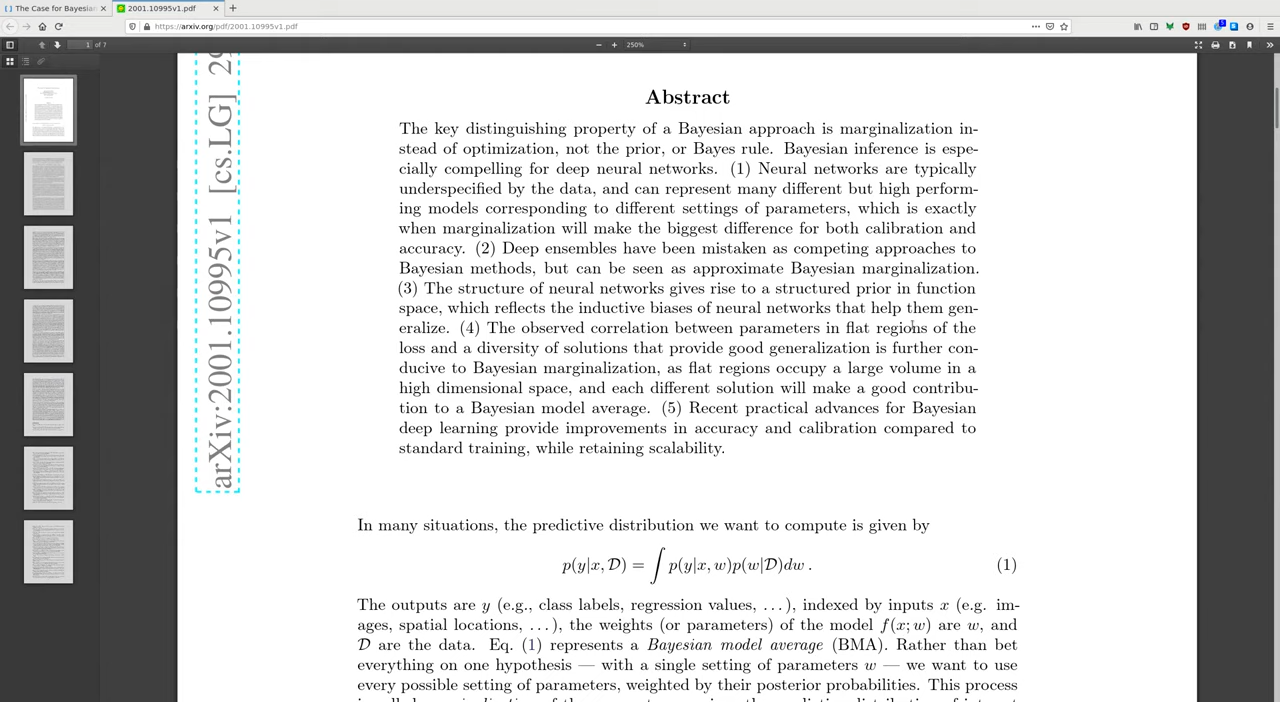 The Case for Bayesian
2001.10995v1.pdf
https://arxiv.org/pdf/2001.10995v1.pdf
1 of 7
250%
arXiv:2001.10995v1 [cs.LG] 29
Abstract
The key distinguishing property of a Bayesian approach is marginalization in-
stead of optimization, not the prior, or Bayes rule. Bayesian inference is espe-
cially compelling for deep neural networks. (1) Neural networks are typically
underspecified by the data, and can represent many different but high perform-
ing models corresponding to different settings of parameters, which is exactly
when marginalization will make the biggest difference for both calibration and
accuracy. (2) Deep ensembles have been mistaken as competing approaches to
Bayesian methods, but can be seen as approximate Bayesian marginalization.
(3) The structure of neural networks gives rise to a structured prior in function
space, which reflects the inductive biases of neural networks that help them gen-
eralize. (4) The observed correlation between parameters in flat regions of the
loss and a diversity of solutions that provide good generalization is further con-
ducive to Bayesian marginalization, as flat regions occupy a large volume in a
high dimensional space, and each different solution will make a good contribu-
tion to a Bayesian model average. (5) Recent practical advances for Bayesian
deep learning provide improvements in accuracy and calibration compared to
standard training, while retaining scalability.
In many situations, the predictive distribution we want to compute is given by
p(y|x, D) = ∫ p(y|x, w)p(w|D)dw . (1)
The outputs are y (e.g., class labels, regression values, . . . ), indexed by inputs x (e.g. im-
ages, spatial locations, . . . ), the weights (or parameters) of the model f(x; w) are w, and
D are the data. Eq. (1) represents a Bayesian model average (BMA). Rather than bet
everything on one hypothesis — with a single setting of parameters w — we want to use
every possible setting of parameters, weighted by their posterior probabilities. This process